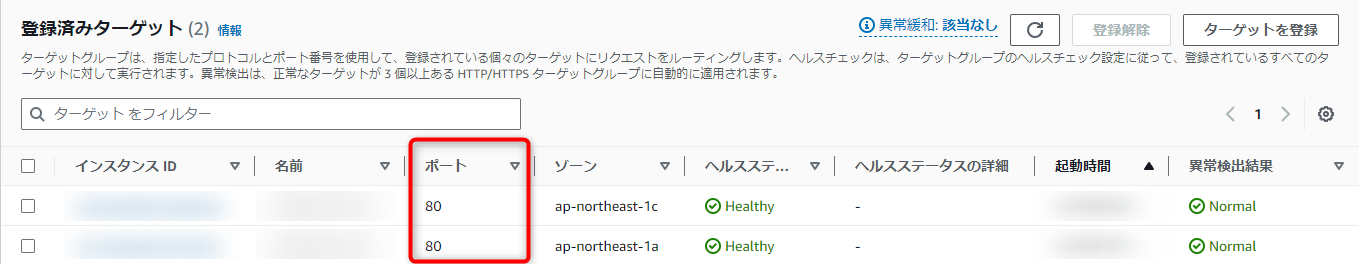 登録済みターゲット (2) 情報
異常緩和: 該当なし
登録解除
ターゲットを登録
ターゲットグループは、指定したプロトコルとポート番号を使用して、登録されている個々のターゲットにリクエストをルーティングします。ヘルスチェックは、ターゲットグループのヘルスチェック設定に従って、登録されているすべてのタ
ーゲットに対して実行されます。異常検出は、正常なターゲットが 3 個以上ある HTTP/HTTPS ターゲットグループに自動的に適用されます。
ターゲット をフィルター
1
インスタンス ID 名前 ポート ゾーン ヘルスステ... ヘルスステータスの詳細 起動時間 異常検出結果
80 ap-northeast-1c Healthy - Normal
80 ap-northeast-1a Healthy - Normal